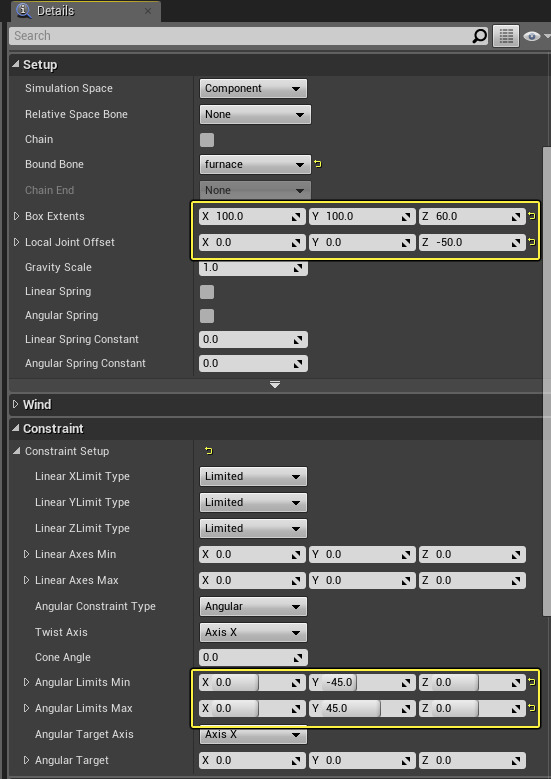 Details ×
Search
Setup
Simulation Space Component
Relative Space Bone None
Chain
Bound Bone furnace
Chain End None
Box Extents X 100.0 Y 100.0 Z 60.0
Local Joint Offset X 0.0 Y 0.0 Z -50.0
Gravity Scale 1.0
Linear Spring
Angular Spring
Linear Spring Constant 0.0
Angular Spring Constant 0.0
Wind
Constraint
Constraint Setup
Linear XLimit Type Limited
Linear YLimit Type Limited
Linear ZLimit Type Limited
Linear Axes Min X 0.0 Y 0.0 Z 0.0
Linear Axes Max X 0.0 Y 0.0 Z 0.0
Angular Constraint Type Angular
Twist Axis Axis X
Cone Angle 0.0
Angular Limits Min X 0.0 Y -45.0 Z 0.0
Angular Limits Max X 0.0 Y 45.0 Z 0.0
Angular Target Axis Axis X
Angular Target X 0.0 Y 0.0 Z 0.0